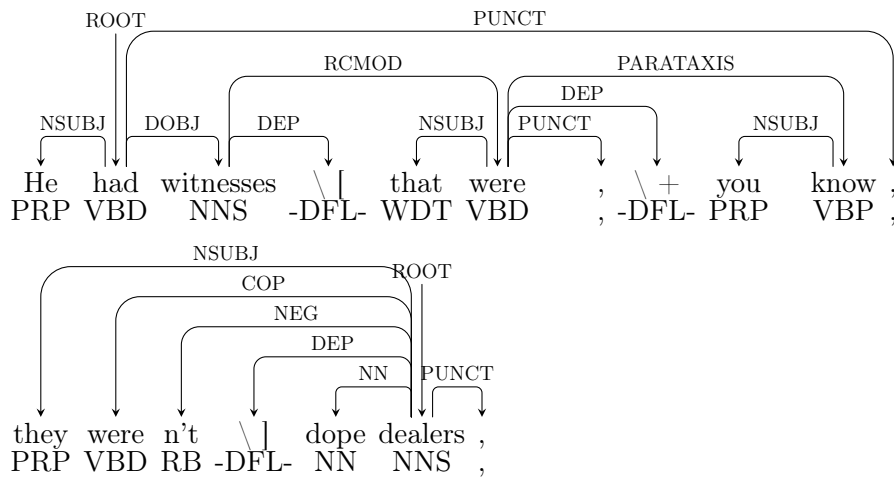 PUNCT
ROOT
RCMOD PARATAXIS
DEP
NSUBJ DOBJ DEP NSUBJ PUNCT NSUBJ
He had witnesses \[ that were , \+ you know ,
PRP VBD NNS -DFL- WDT VBD , -DFL- PRP VBP ,
NSUBJ
ROOT
COP
NEG
DEP
NN PUNCT
they were n't \] dope dealers ,
PRP VBD RB -DFL- NN NNS ,